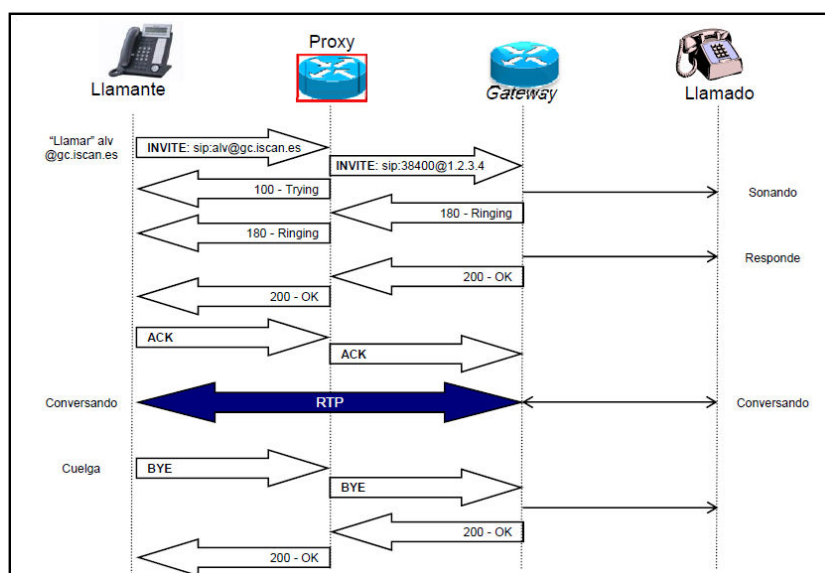 Proxy
Llamante
Gateway
Llamado
"Llamar" alv
@gc.iscan.es
INVITE: sip:alv@gc.iscan.es
INVITE: sip:38400@1.2.3.4
100 - Trying
Sonando
180 - Ringing
180 - Ringing
Responde
200 - OK
200 - OK
ACK
ACK
Conversando
RTP
Conversando
Cuelga
BYE
BYE
200 - OK
200 - OK